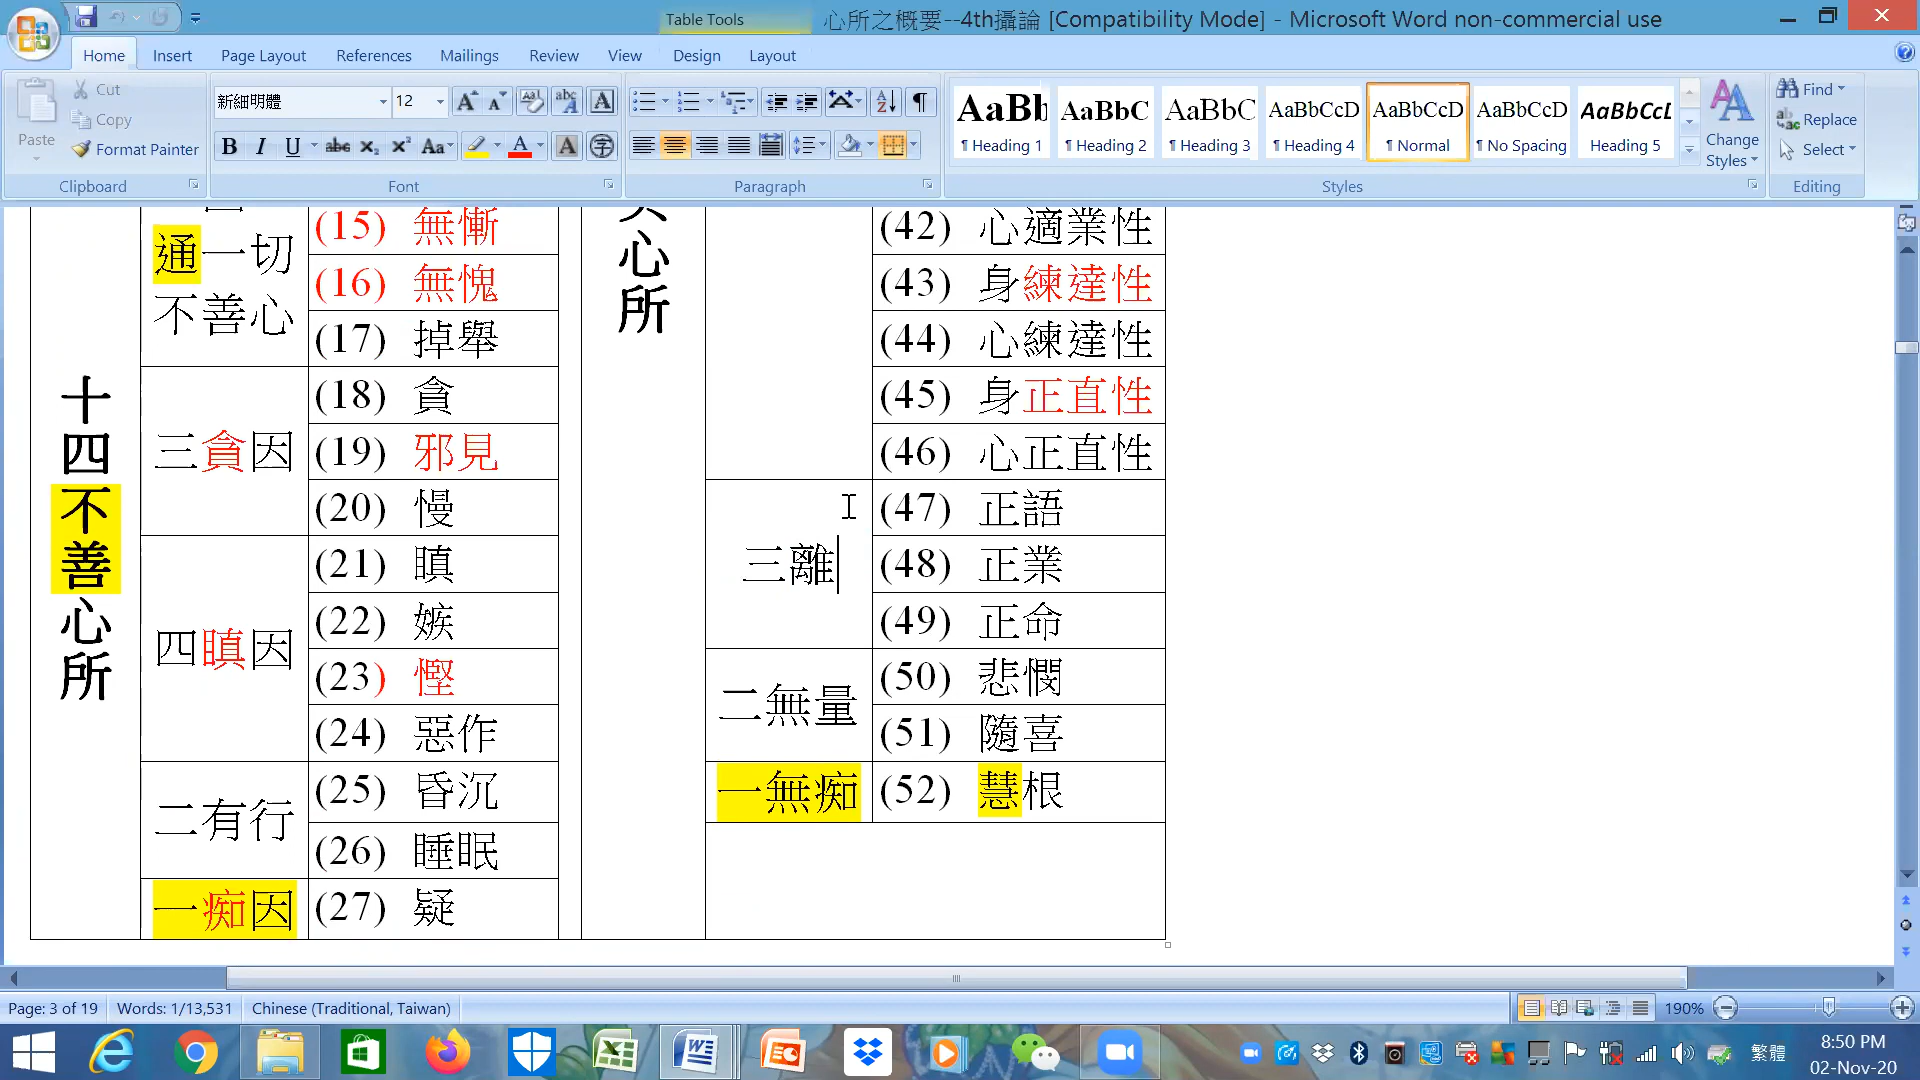 Table Tools
心所之概要--4th攝論 [Compatibility Mode] - Microsoft Word non-commercial use
Home
Insert
Page Layout
References
Mailings
Review
View
Design
Layout
Paste
Cut
Copy
Format Painter
Clipboard
新細明體
12
Font
Paragraph
AaBb
¶ Heading 1
AaBbC
¶ Heading 2
AaBbC
¶ Heading 3
AaBbCcD
¶ Heading 4
AaBbCcD
¶ Normal
AaBbCcD
¶ No Spacing
AaBbCcL
Heading 5
Change Styles
Styles
Find
Replace
Select
Editing
十四不善心所
通一切
不善心
(15) 無慚
(16) 無愧
(17) 掉舉
三貪因
(18) 貪
(19) 邪見
(20) 慢
四瞋因
(21) 瞋
(22) 嫉
(23) 慳
(24) 惡作
二有行
(25) 昏沉
(26) 睡眠
一痴因
(27) 疑
心所
(42) 心適業性
(43) 身練達性
(44) 心練達性
(45) 身正直性
(46) 心正直性
三離
(47) 正語
(48) 正業
(49) 正命
二無量
(50) 悲憫
(51) 隨喜
一無痴
(52) 慧根
Page: 3 of 19
Words: 1/13,531
Chinese (Traditional, Taiwan)
190%
繁體
8:50 PM
02-Nov-20